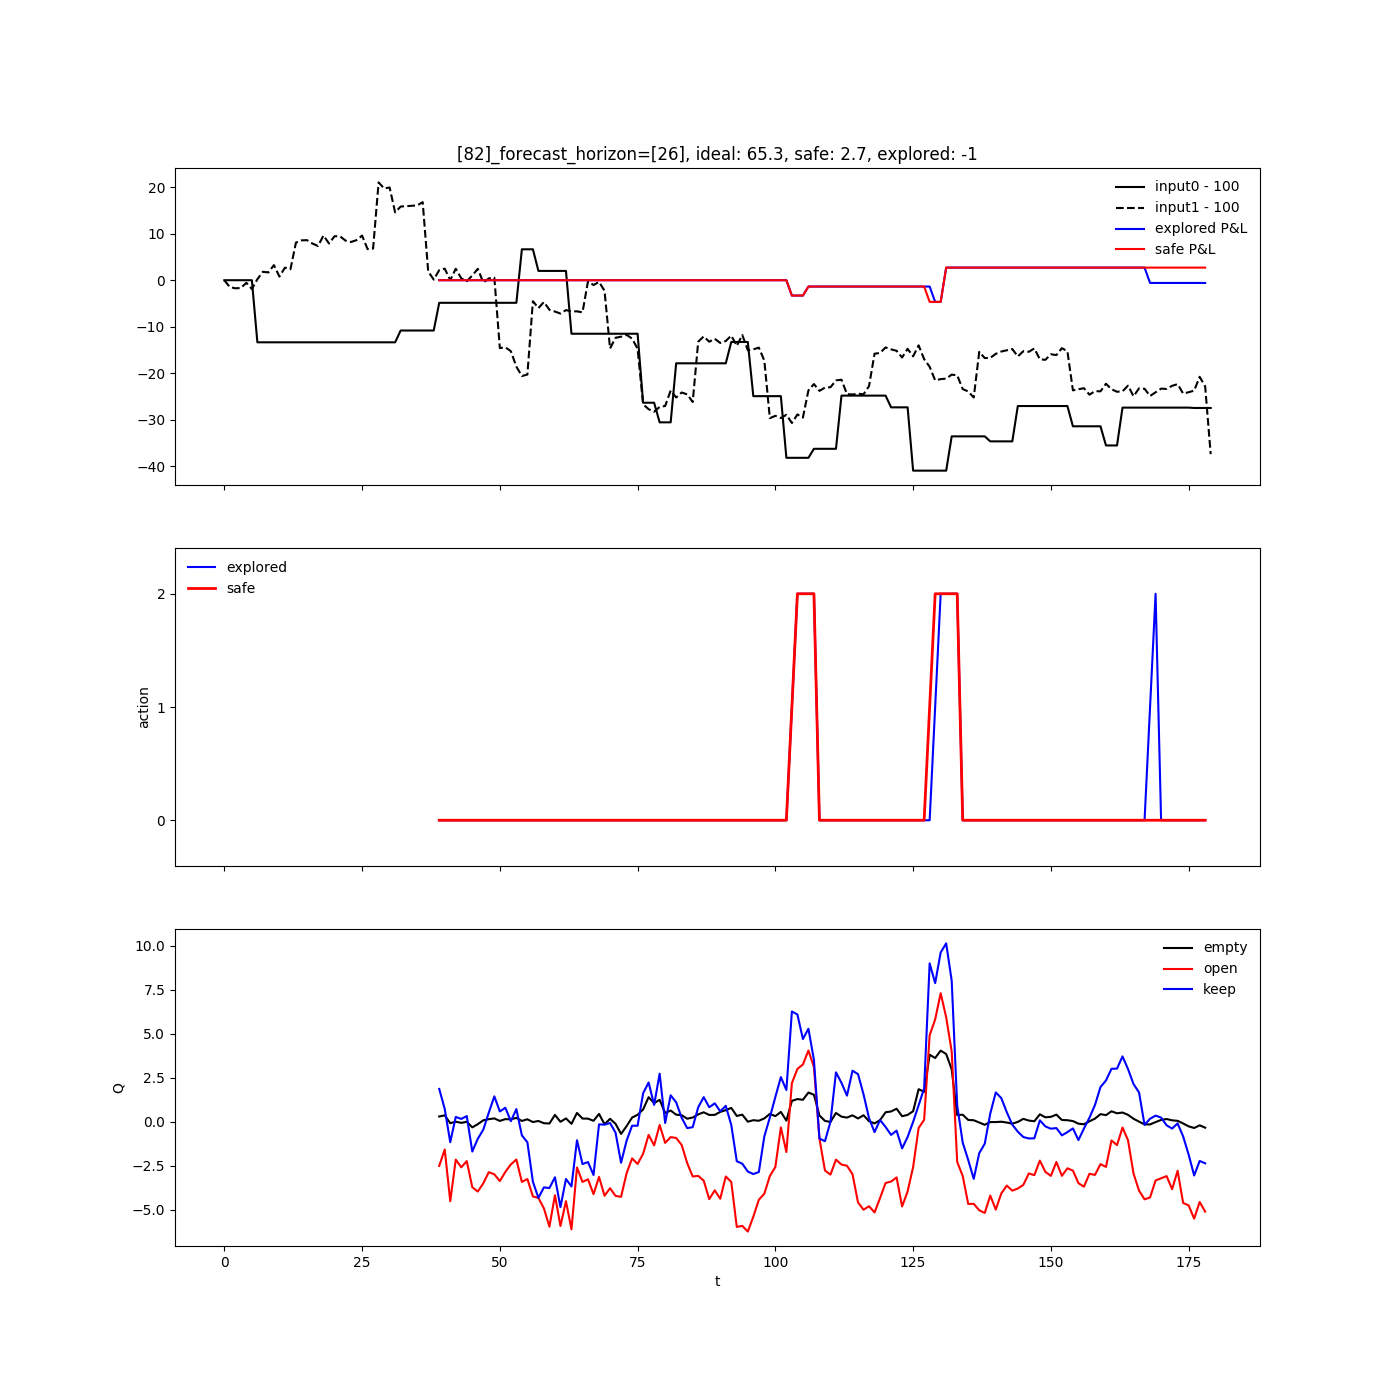 [82]_forecast_horizon=[26], ideal: 65.3, safe: 2.7, explored: -1
20
10
0
−10
−20
−30
−40
input0 - 100
input1 - 100
explored P&L
safe P&L
explored
safe
2
1
0
action
empty
open
keep
10.0
7.5
5.0
2.5
0.0
−2.5
−5.0
Q
0
25
50
75
100
125
150
175
t